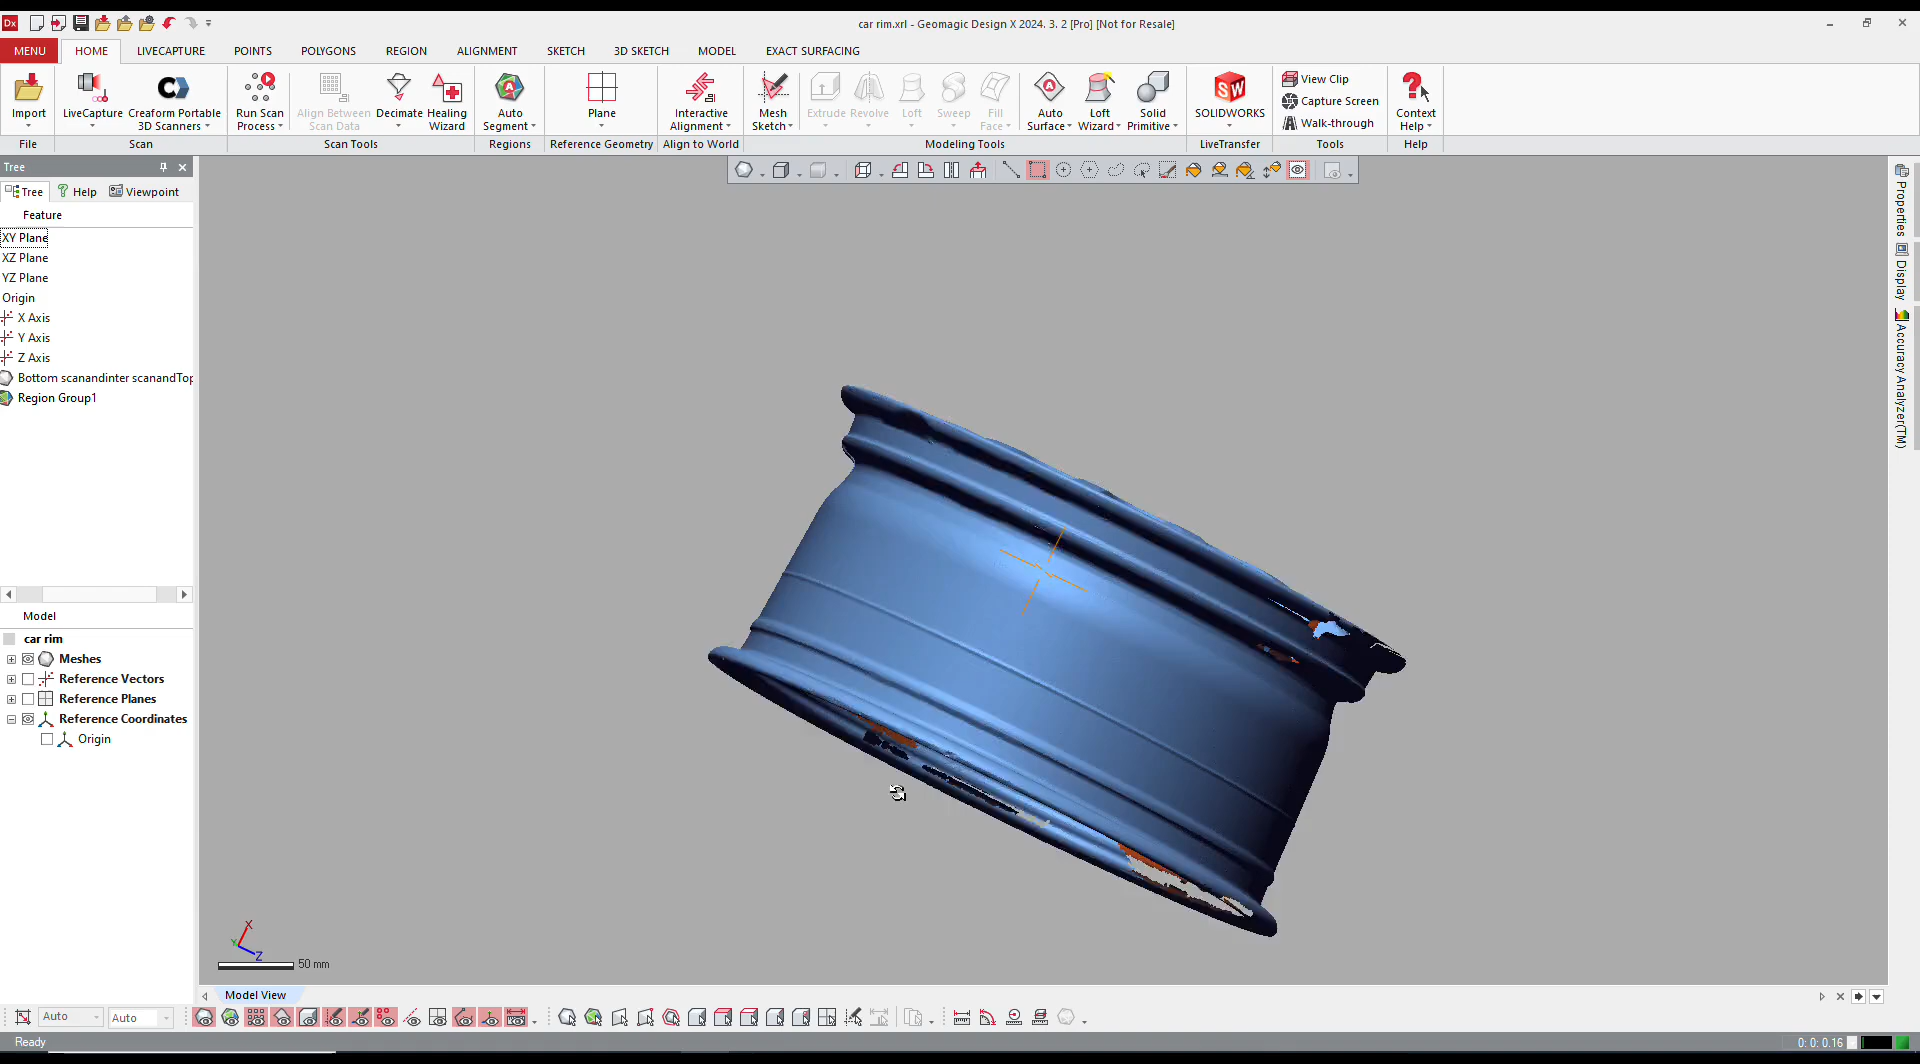 Dx car rim.xrl - Geomagic Design X 2024. 3. 2 [Pro] [Not for Resale]
MENU HOME LIVECAPTURE POINTS POLYGONS REGION ALIGNMENT SKETCH 3D SKETCH MODEL EXACT SURFACING
Import
LiveCapture
Creaform Portable
3D Scanners
Run Scan
Process
Align Between
Scan Data
Decimate
Healing
Wizard
Auto
Segment
Plane
Interactive
Alignment
Mesh
Sketch
Extrude
Revolve
Loft
Sweep
Fill
Face
Auto
Surface
Loft
Wizard
Solid
Primitive
SW
SOLIDWORKS
View Clip
Capture Screen
Walk-through
Context
Help
File Scan Scan Tools Regions Reference Geometry Align to World Modeling Tools LiveTransfer Tools Help
Tree
Tree Help Viewpoint
Feature
XY Plane
XZ Plane
YZ Plane
Origin
X Axis
Y Axis
Z Axis
Bottom scanandinter scanandTop
Region Group1
Model
car rim
Meshes
Reference Vectors
Reference Planes
Reference Coordinates
Origin
Properties
Display
Accuracy Analyzer(TM)
X
Y
Z
50 mm
Model View
Auto Auto
Ready 0: 0: 0.16